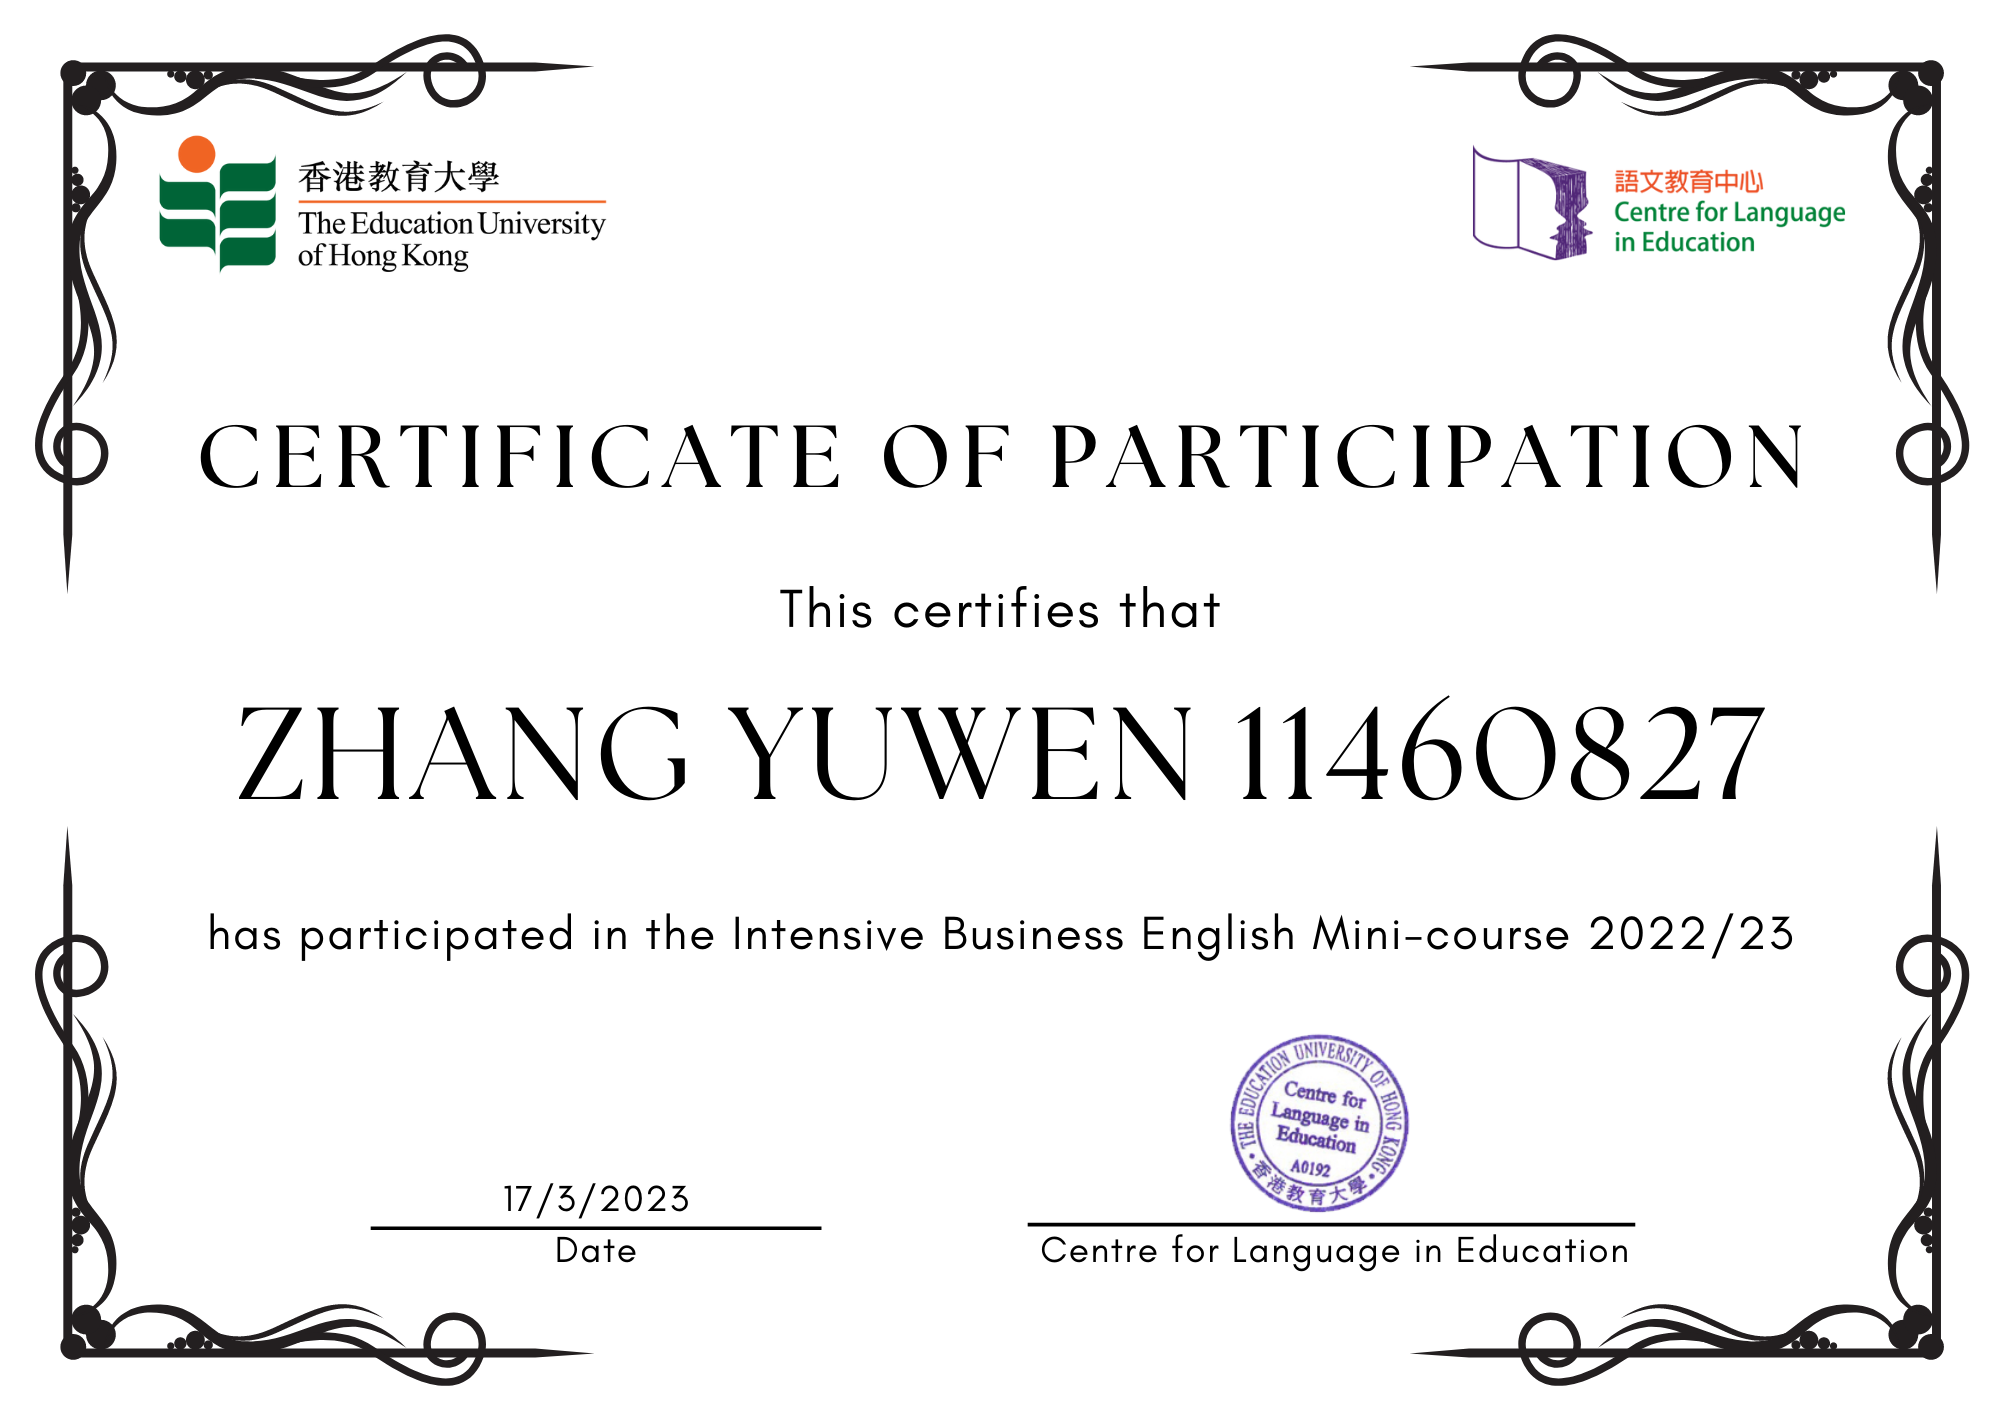 香港教育大學
The Education University
of Hong Kong
語文教育中心
Centre for Language
in Education
CERTIFICATE OF PARTICIPATION
This certifies that
ZHANG YUWEN 11460827
has participated in the Intensive Business English Mini-course 2022/23
THE EDUCATION UNIVERSITY OF HONG KONG
Centre for
Language in
Education
A0192
香港教育大學
17/3/2023
Date
Centre for Language in Education